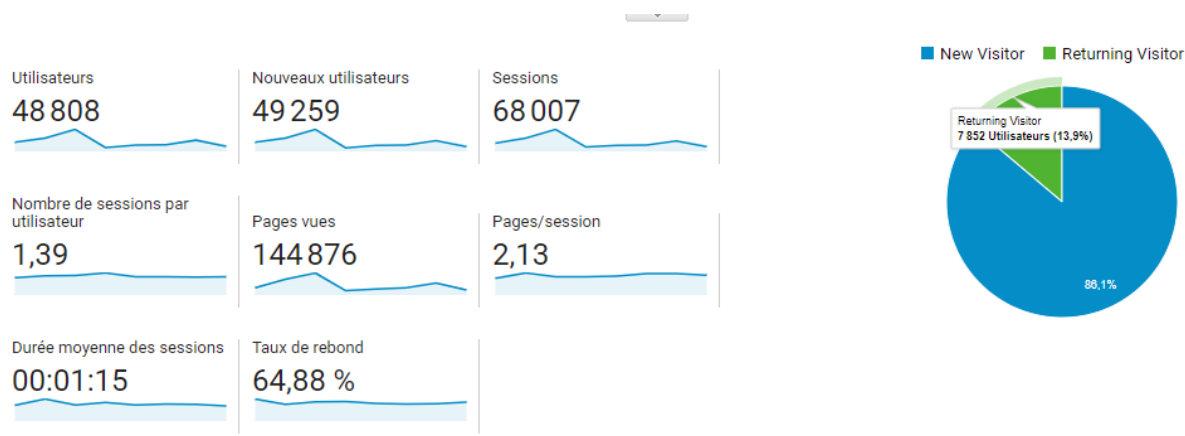 New Visitor
Returning Visitor
Utilisateurs
48 808
Nouveaux utilisateurs
49 259
Sessions
68 007
Returning Visitor
7 852 Utilisateurs (13,9%)
Nombre de sessions par
utilisateur
1,39
Pages vues
144 876
Pages/session
2,13
86,1%
Durée moyenne des sessions
00:01:15
Taux de rebond
64,88 %